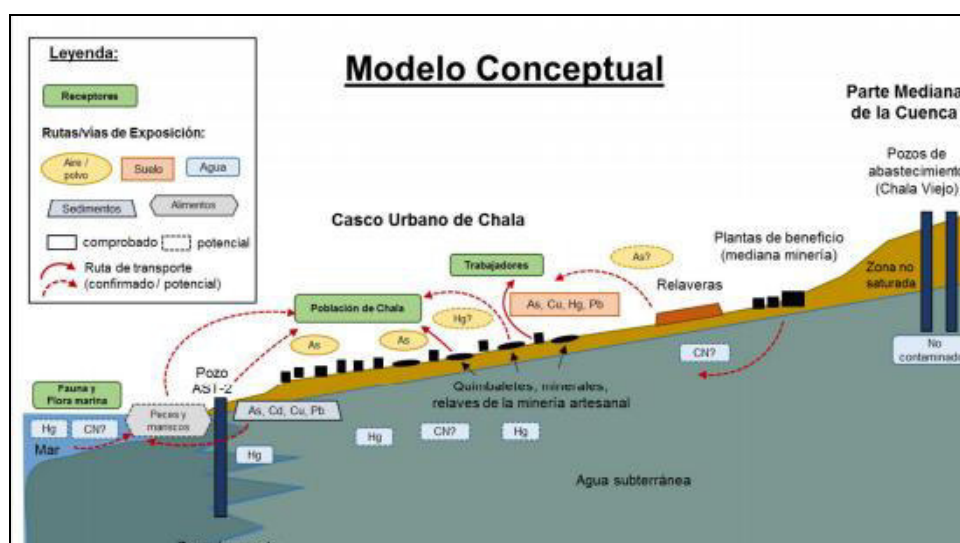 Leyenda:
Receptores
Rutas/vías de Exposición:
Aire /
polvo
Suelo
Agua
Sedimentos
Alimentos
comprobado
potencial
Ruta de transporte
(confirmado / potencial)
Modelo Conceptual
Parte Mediana
de la Cuenca
Pozos de
abastecimiento
(Chala Viejo)
Casco Urbano de Chala
Plantas de beneficio
(mediana minería)
Zona no
saturada
Trabajadores
As?
Relaveras
As, Cu, Hg, Pb
Población de Chala
Hg?
As
As
CN?
No
contaminado
Pozo
AST-2
Quimbaletes, minerales,
relaves de la minería artesanal
Fauna y
Flora marina
Peces y
mariscos
As, Cd, Cu, Pb
Hg
CN?
Mar
Hg
Hg
CN?
Hg
Agua subterránea